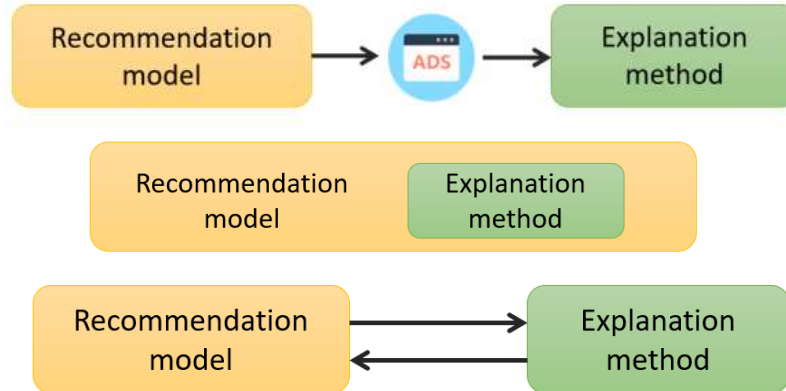 Recommendation
model
ADS
Explanation
method
Recommendation
model
Explanation
method
Recommendation
model
Explanation
method